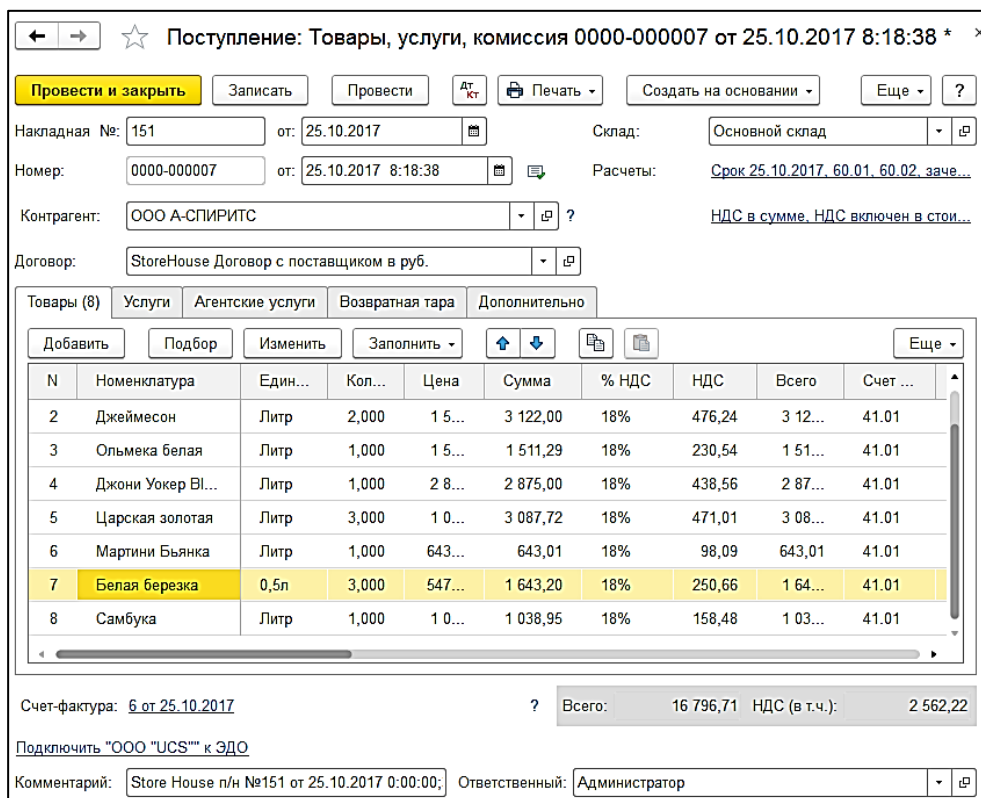 Поступление: Товары, услуги, комиссия 0000-000007 от 25.10.2017 8:18:38 *
Провести и закрыть Записать Провести Дт Кт Печать Создать на основании Еще ?
Накладная №: 151 от: 25.10.2017 Склад: Основной склад
Номер: 0000-000007 от: 25.10.2017 8:18:38 Расчеты: Срок 25.10.2017, 60.01, 60.02, заче...
Контрагент: ООО А-СПИРИТС ? НДС в сумме, НДС включен в стои...
Договор: StoreHouse Договор с поставщиком в руб.
Товары (8) Услуги Агентские услуги Возвратная тара Дополнительно
Добавить Подбор Изменить Заполнить Еще
N Номенклатура Един... Кол... Цена Сумма % НДС НДС Всего Счет ...
2 Джеймесон Литр 2,000 1 5... 3 122,00 18% 476,24 3 12... 41.01
3 Ольмека белая Литр 1,000 1 5... 1 511,29 18% 230,54 1 51... 41.01
4 Джони Уокер Bl... Литр 1,000 2 8... 2 875,00 18% 438,56 2 87... 41.01
5 Царская золотая Литр 3,000 1 0... 3 087,72 18% 471,01 3 08... 41.01
6 Мартини Бьянка Литр 1,000 643... 643,01 18% 98,09 643,01 41.01
7 Белая березка 0,5л 3,000 547... 1 643,20 18% 250,66 1 64... 41.01
8 Самбука Литр 1,000 1 0... 1 038,95 18% 158,48 1 03... 41.01
Счет-фактура: 6 от 25.10.2017 ? Всего: 16 796,71 НДС (в т.ч.): 2 562,22
Подключить "ООО "UCS"" к ЭДО
Комментарий: Store House п/н №151 от 25.10.2017 0:00:00; Ответственный: Администратор